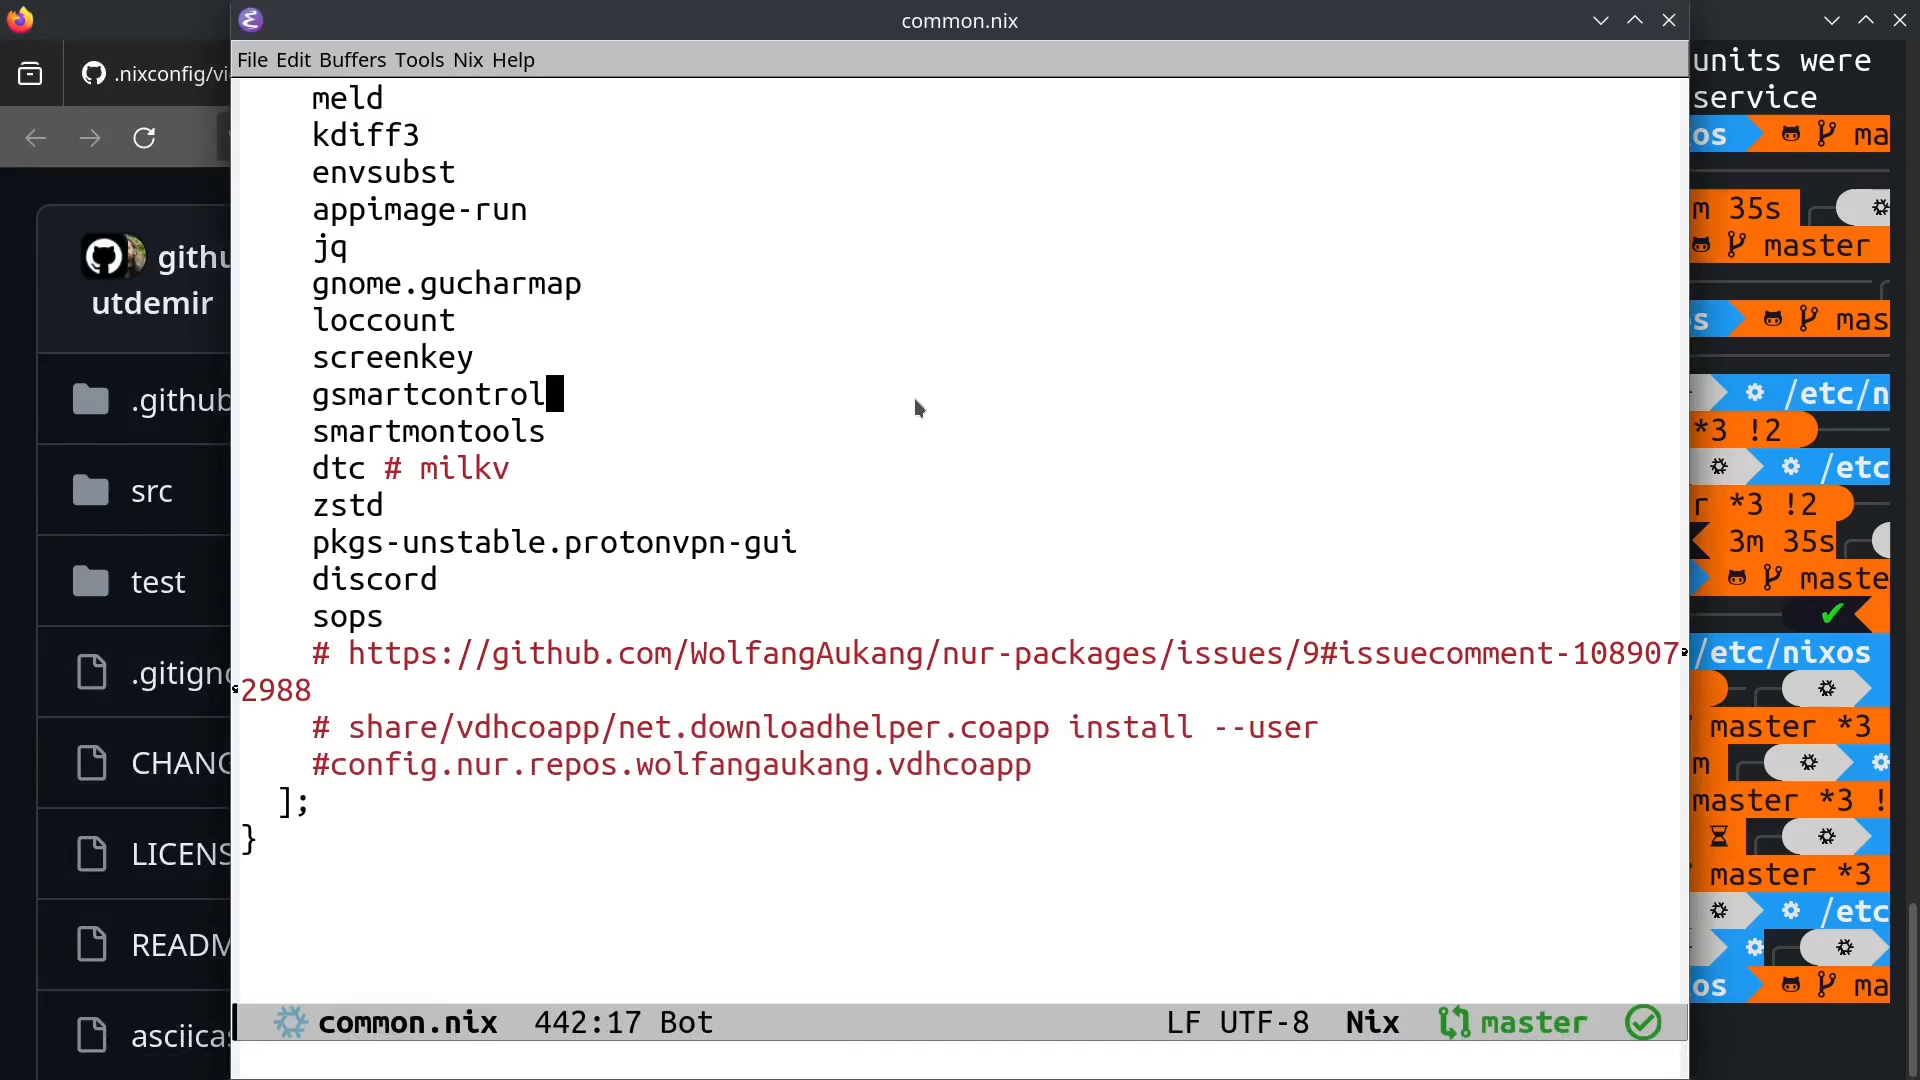 common.nix
.nixconfig/vi
File Edit Buffers Tools Nix Help
githu
utdemir
.github
src
test
.gitigno
CHANG
LICENS
READM
asciicas
meld
kdiff3
envsubst
appimage-run
jq
gnome.gucharmap
loccount
screenkey
gsmartcontrol
smartmontools
dtc # milkv
zstd
pkgs-unstable.protonvpn-gui
discord
sops
# https://github.com/WolfangAukang/nur-packages/issues/9#issuecomment-108907
2988
# share/vdhcoapp/net.downloadhelper.coapp install --user
#config.nur.repos.wolfangaukang.vdhcoapp
];
}
common.nix 442:17 Bot LF UTF-8 Nix master
units were
service
os ma
m 35s
master
s mas
/etc/n
*3 !2
/etc
r *3 !2
3m 35s
maste
✔
/etc/nixos
master *3
m
master *3 !
master *3
/etc
os ma